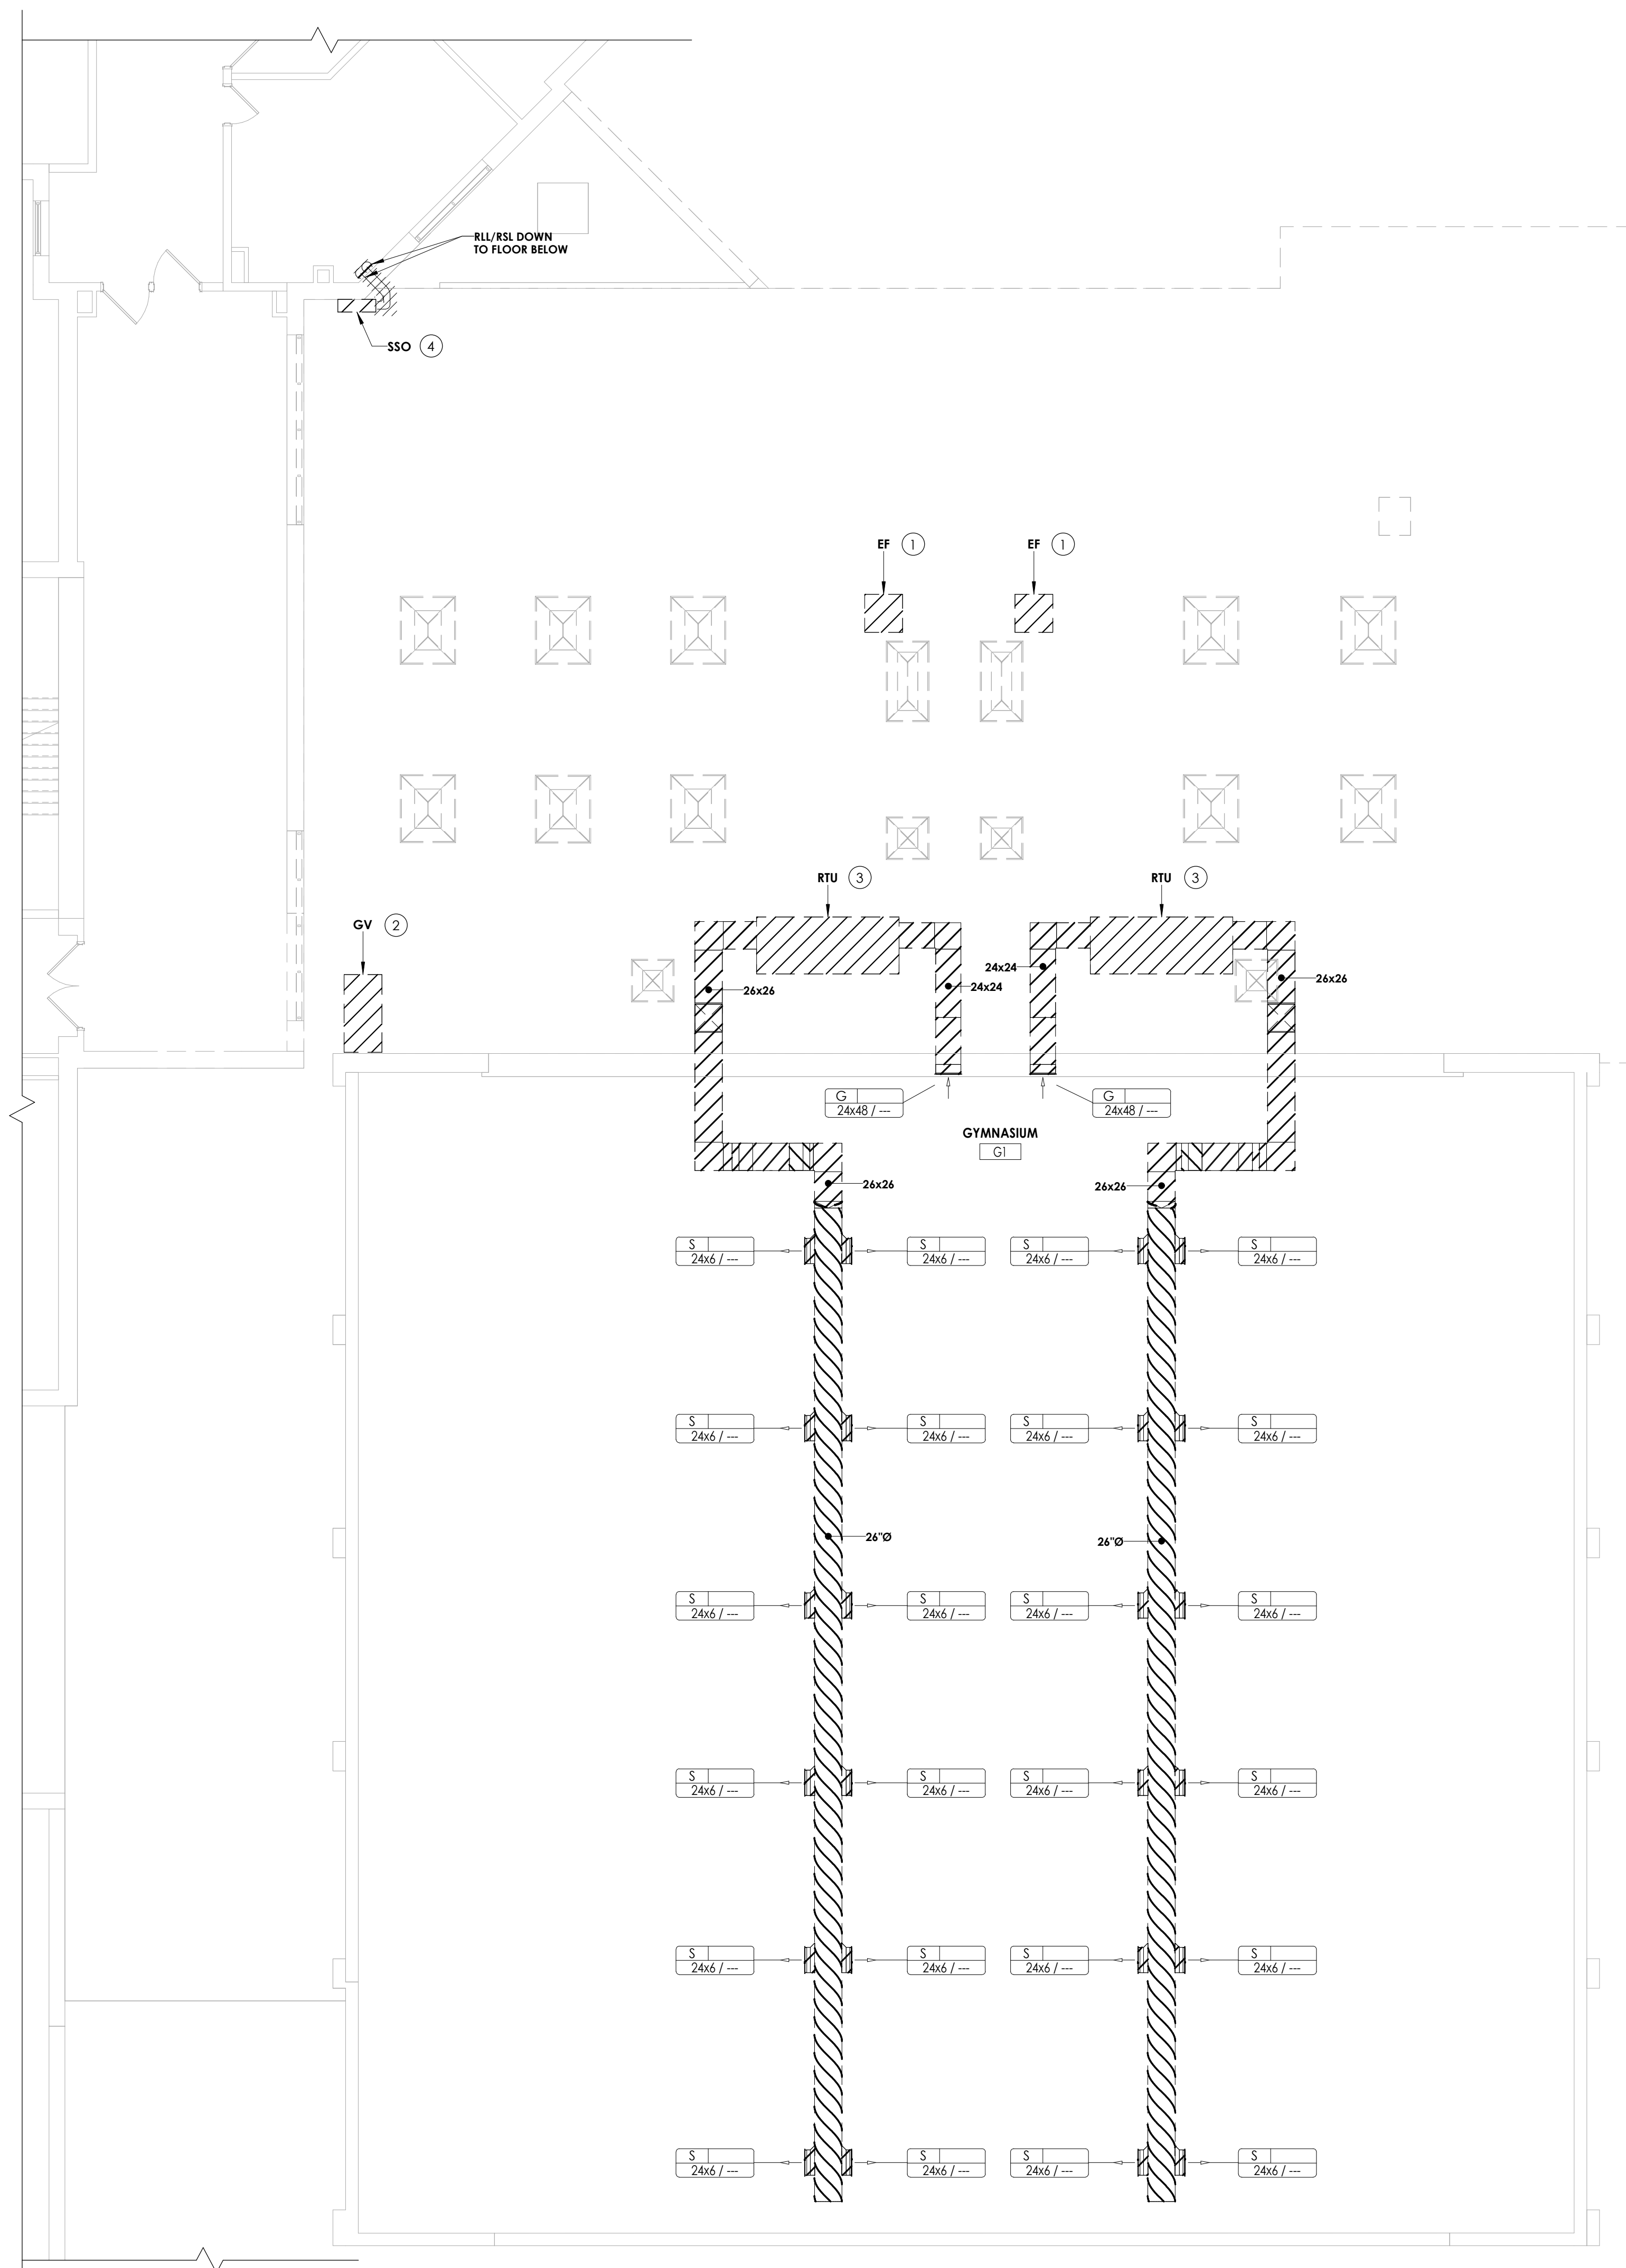 RLL/RSL DOWN
TO FLOOR BELOW
SSO 4
EF 1
EF 1
RTU 3
RTU 3
GV 2
24x24
24x24
26x26
26x26
G
24x48 / ---
G
24x48 / ---
GYMNASIUM
G1
26x26
26x26
S
24x6 / ---
S
24x6 / ---
S
24x6 / ---
S
24x6 / ---
S
24x6 / ---
S
24x6 / ---
S
24x6 / ---
S
24x6 / ---
26"Ø
26"Ø
S
24x6 / ---
S
24x6 / ---
S
24x6 / ---
S
24x6 / ---
S
24x6 / ---
S
24x6 / ---
S
24x6 / ---
S
24x6 / ---
S
24x6 / ---
S
24x6 / ---
S
24x6 / ---
S
24x6 / ---
S
24x6 / ---
S
24x6 / ---
S
24x6 / ---
S
24x6 / ---